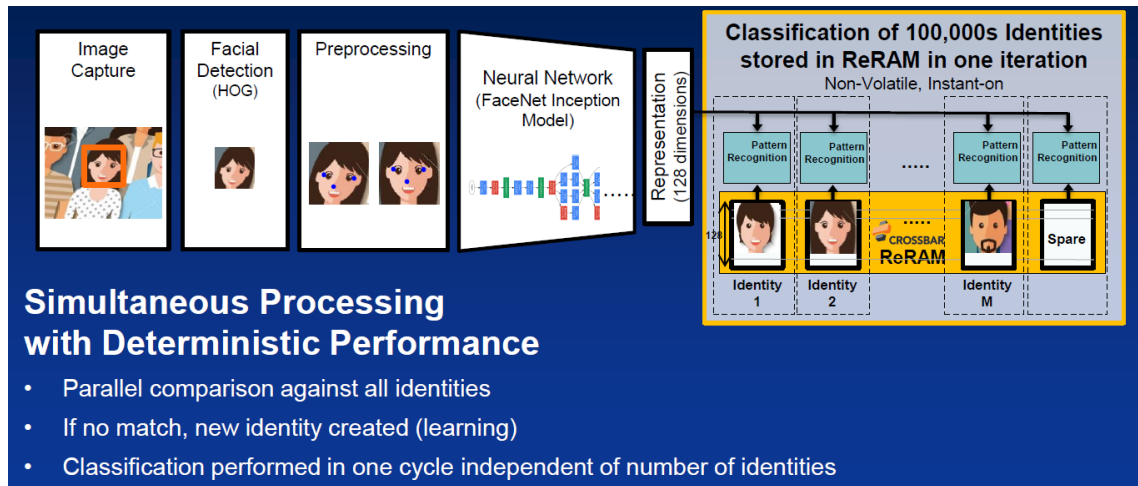 Image
Capture
Facial
Detection
(HOG)
Preprocessing
Neural Network
(FaceNet Inception
Model)
......
Representation
(128 dimensions)
Classification of 100,000s Identities
stored in ReRAM in one iteration
Non-Volatile, Instant-on
Pattern
Recognition
Pattern
Recognition
.....
Pattern
Recognition
Pattern
Recognition
128
.....
CROSSBAR
ReRAM
Spare
Identity
1
Identity
2
Identity
M
Simultaneous Processing
with Deterministic Performance
• Parallel comparison against all identities
• If no match, new identity created (learning)
• Classification performed in one cycle independent of number of identities